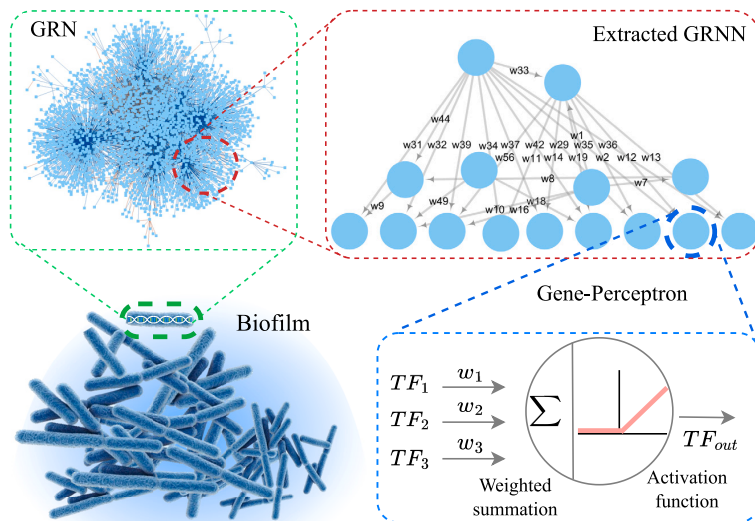 GRN
Extracted GRNN
w33
w44
w1
w31 w32 w39 w34 w37 w42 w29 w35 w36
w56 w11 w14 w19 w2 w12 w13
w8 w7
w9 w49 w10 w16 w18
Gene-Perceptron
Biofilm
TF1 w1
TF2 w2
TF3 w3
Σ
TFout
Weighted
summation
Activation
function